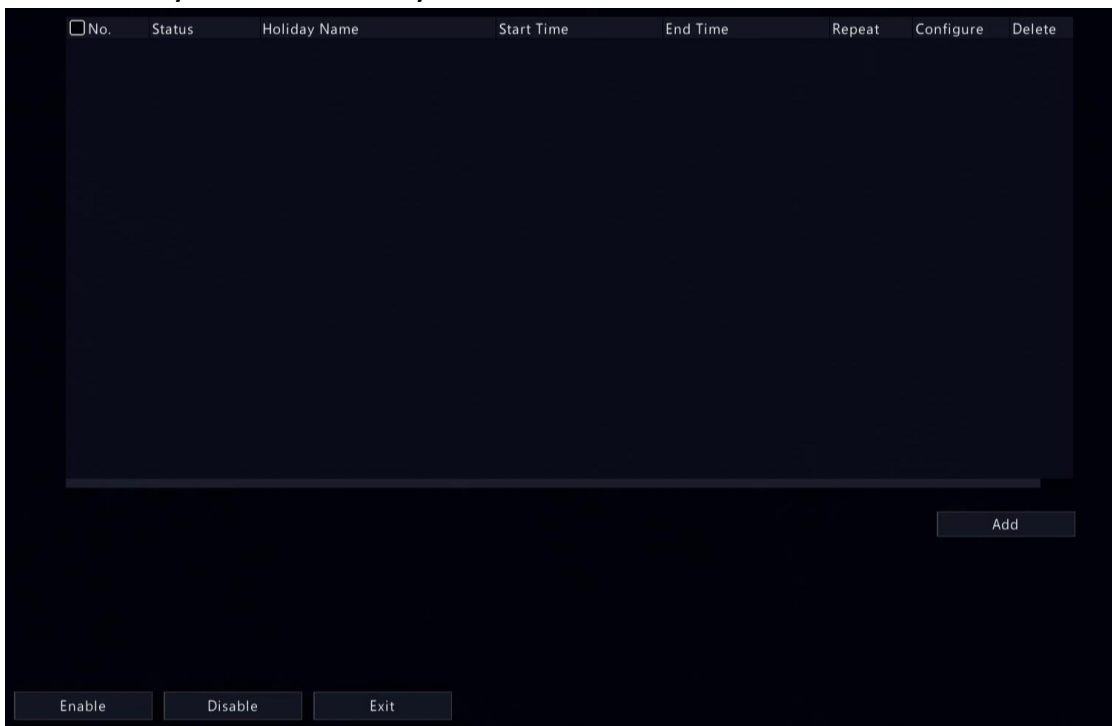 No. Status Holiday Name Start Time End Time Repeat Configure Delete
Add
Enable Disable Exit